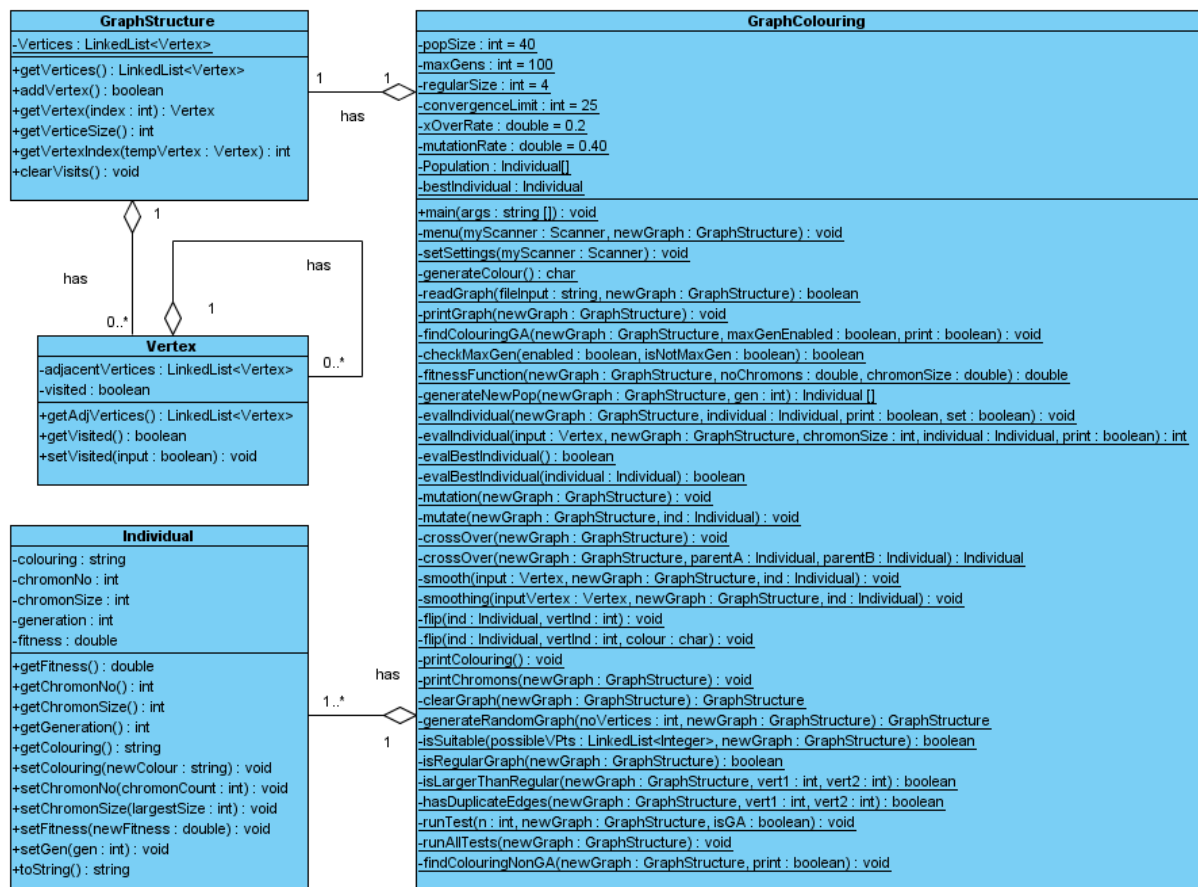 GraphStructure
-Vertices : LinkedList<Vertex>
+getVertices() : LinkedList<Vertex>
+addVertex() : boolean
+getVertex(index : int) : Vertex
+getVerticeSize() : int
+getVertexIndex(tempVertex : Vertex) : int
+clearVisits() : void
1
1
has
1
has
0..*
has
1
0..*
Vertex
-adjacentVertices : LinkedList<Vertex>
-visited : boolean
+getAdjVertices() : LinkedList<Vertex>
+getVisited() : boolean
+setVisited(input : boolean) : void
Individual
-colouring : string
-chromonNo : int
-chromonSize : int
-generation : int
-fitness : double
+getFitness() : double
+getChromonNo() : int
+getChromonSize() : int
+getGeneration() : int
+getColouring() : string
+setColouring(newColour : string) : void
+setChromonNo(chromonCount : int) : void
+setChromonSize(largestSize : int) : void
+setFitness(newFitness : double) : void
+setGen(gen : int) : void
+toString() : string
has
1..*
1
GraphColouring
-popSize : int = 40
-maxGens : int = 100
-regularSize : int = 4
-convergenceLimit : int = 25
-xOverRate : double = 0.2
-mutationRate : double = 0.40
-Population : Individual[]
-bestIndividual : Individual
+main(args : string []) : void
-menu(myScanner : Scanner, newGraph : GraphStructure) : void
-setSettings(myScanner : Scanner) : void
-generateColour() : char
-readGraph(fileInput : string, newGraph : GraphStructure) : boolean
-printGraph(newGraph : GraphStructure) : void
-findColouringGA(newGraph : GraphStructure, maxGenEnabled : boolean, print : boolean) : void
-checkMaxGen(enabled : boolean, isNotMaxGen : boolean) : boolean
-fitnessFunction(newGraph : GraphStructure, noChromons : double, chromonSize : double) : double
-generateNewPop(newGraph : GraphStructure, gen : int) : Individual []
-evalIndividual(newGraph : GraphStructure, individual : Individual, print : boolean, set : boolean) : void
-evalIndividual(input : Vertex, newGraph : GraphStructure, chromonSize : int, individual : Individual, print : boolean) : int
-evalBestIndividual() : boolean
-evalBestIndividual(individual : Individual) : boolean
-mutation(newGraph : GraphStructure) : void
-mutate(newGraph : GraphStructure, ind : Individual) : void
-crossOver(newGraph : GraphStructure) : void
-crossOver(newGraph : GraphStructure, parentA : Individual, parentB : Individual) : Individual
-smooth(input : Vertex, newGraph : GraphStructure, ind : Individual) : void
-smoothing(inputVertex : Vertex, newGraph : GraphStructure, ind : Individual) : void
-flip(ind : Individual, vertInd : int) : void
-flip(ind : Individual, vertInd : int, colour : char) : void
-printColouring() : void
-printChromons(newGraph : GraphStructure) : void
-clearGraph(newGraph : GraphStructure) : GraphStructure
-generateRandomGraph(noVertices : int, newGraph : GraphStructure) : GraphStructure
-isSuitable(possibleVPts : LinkedList<Integer>, newGraph : GraphStructure) : boolean
-isRegularGraph(newGraph : GraphStructure) : boolean
-isLargerThanRegular(newGraph : GraphStructure, vert1 : int, vert2 : int) : boolean
-hasDuplicateEdges(newGraph : GraphStructure, vert1 : int, vert2 : int) : boolean
-runTest(n : int, newGraph : GraphStructure, isGA : boolean) : void
-runAllTests(newGraph : GraphStructure) : void
-findColouringNonGA(newGraph : GraphStructure, print : boolean) : void